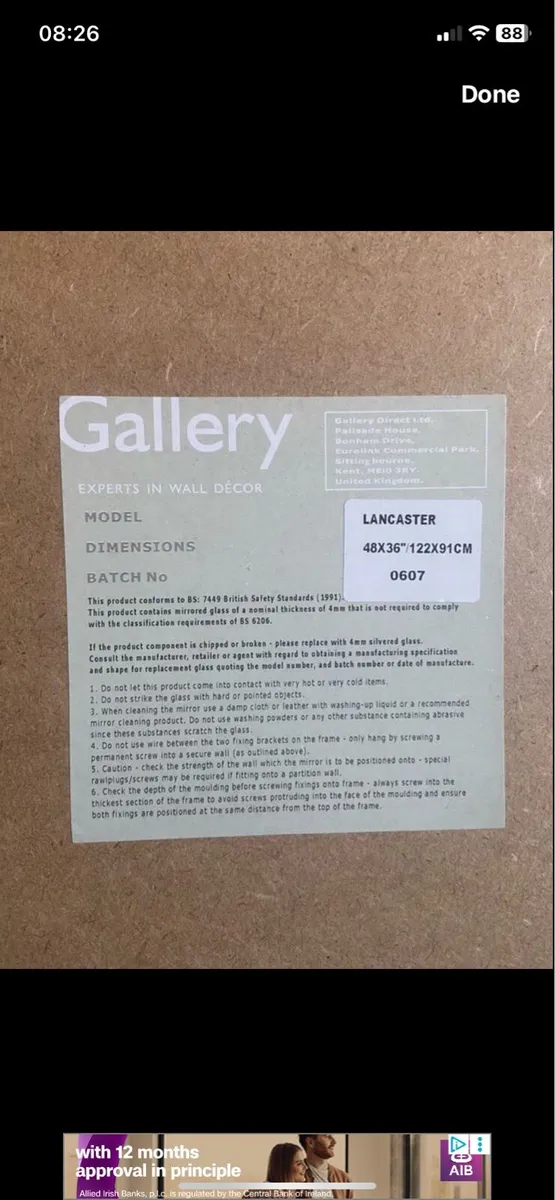 08:26
88
Done
Gallery
EXPERTS IN WALL DÉCOR
Gallery Direct Ltd.
Palisade House,
Bonham Drive,
Eurolink Commercial Park,
Sittingbourne.
Kent. ME10 3RY.
United Kingdom.
MODEL
LANCASTER
DIMENSIONS
48X36"/122X91CM
BATCH No
0607
This product conforms to BS: 7449 British Safety Standards (1991).
This product contains mirrored glass of a nominal thickness of 4mm that is not required to comply
with the classification requirements of BS 6206.
If the product component is chipped or broken - please replace with 4mm silvered glass.
Consult the manufacturer, retailer or agent with regard to obtaining a manufacturing specification
and shape for replacement glass quoting the model number, and batch number or date of manufacture.
1. Do not let this product come into contact with very hot or very cold items.
2. Do not strike the glass with hard or pointed objects.
3. When cleaning the mirror use a damp cloth or leather with washing-up liquid or a recommended
mirror cleaning product. Do not use washing powders or any other substance containing abrasive
since these substances scratch the glass.
4. Do not use wire between the two fixing brackets on the frame - only hang by screwing a
permanent screw into a secure wall (as outlined above).
5. Caution - check the strength of the wall which the mirror is to be positioned onto - special
rawlplugs/screws may be required if fitting onto a partition wall.
6. Check the depth of the moulding before screwing fixings onto frame - always screw into the
thickest section of the frame to avoid screws protruding into the face of the moulding and ensure
both fixings are positioned at the same distance from the top of the frame.
with 12 months
approval in principle
AIB
Allied Irish Banks, p.l.c. is regulated by the Central Bank of Ireland.